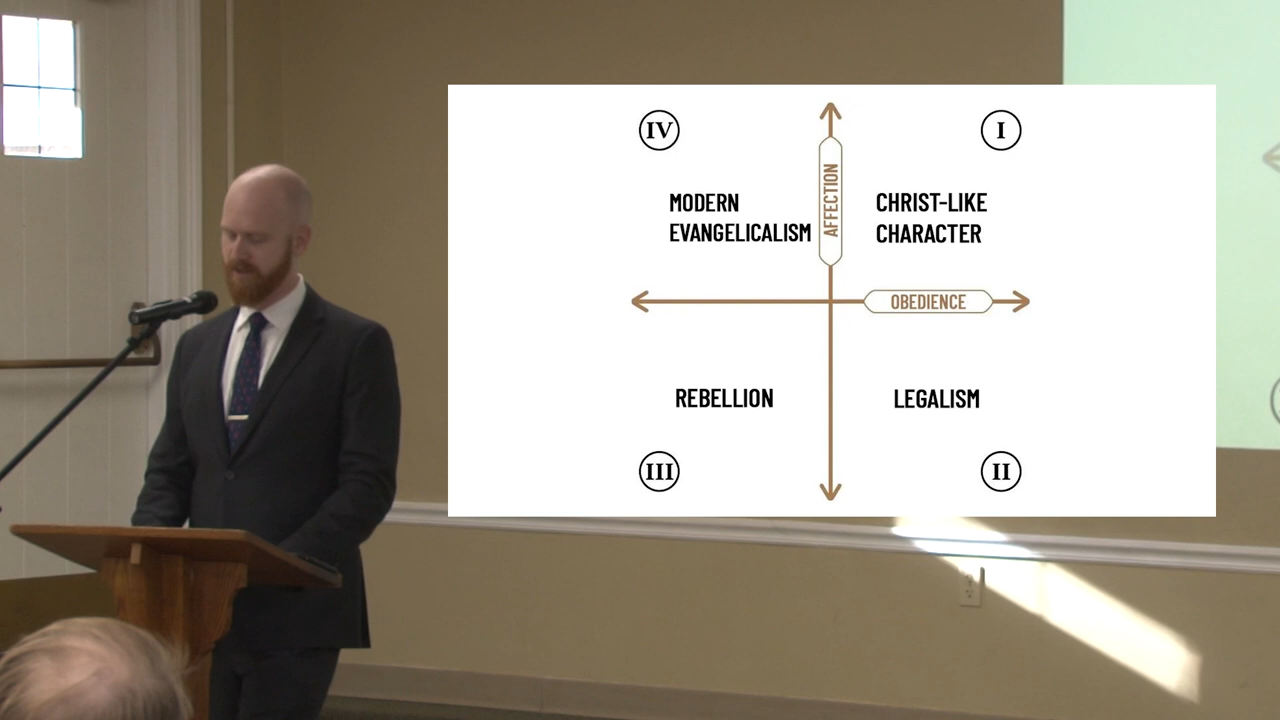 IV
I
MODERN
EVANGELICALISM
AFFECTION
CHRIST-LIKE
CHARACTER
OBEDIENCE
REBELLION
LEGALISM
III
II